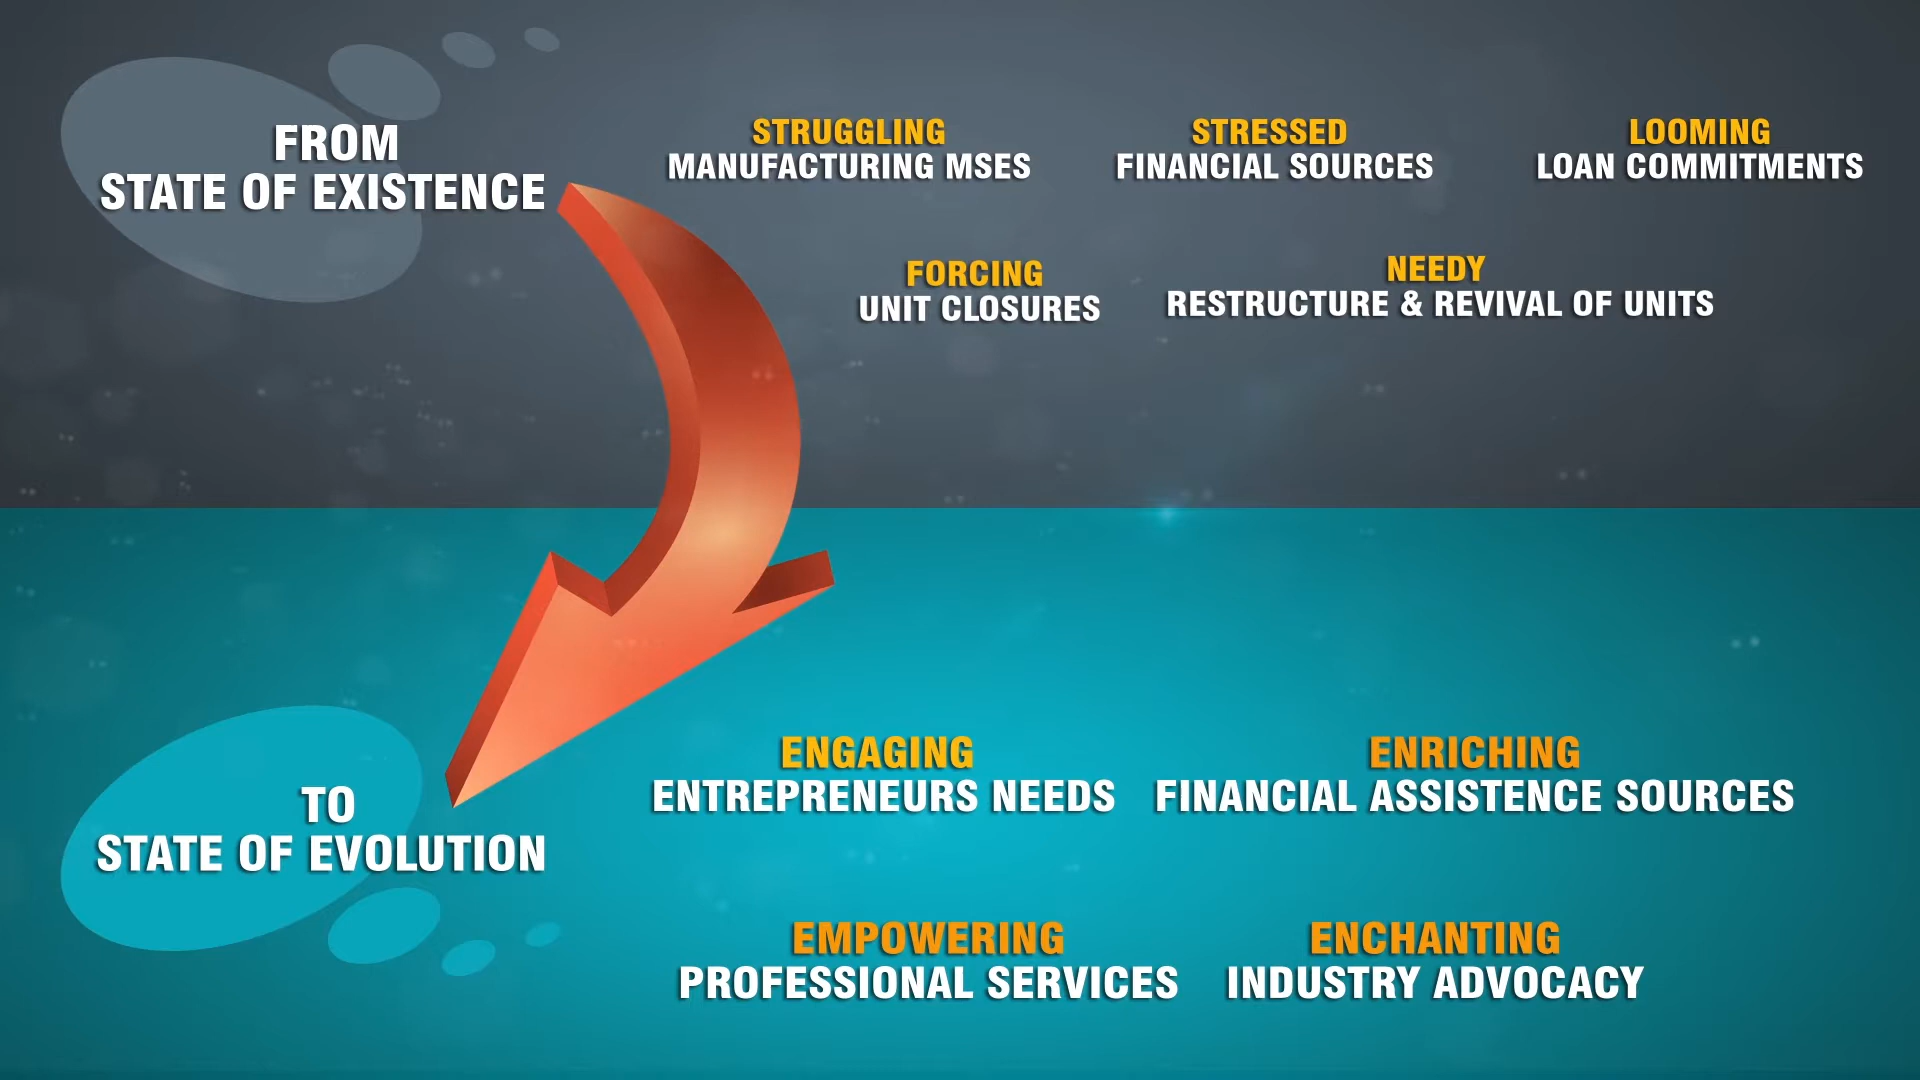 FROM
STATE OF EXISTENCE
STRUGGLING
MANUFACTURING MSES
STRESSED
FINANCIAL SOURCES
LOOMING
LOAN COMMITMENTS
FORCING
UNIT CLOSURES
NEEDY
RESTRUCTURE & REVIVAL OF UNITS
TO
STATE OF EVOLUTION
ENGAGING
ENTREPRENEURS NEEDS
ENRICHING
FINANCIAL ASSISTENCE SOURCES
EMPOWERING
PROFESSIONAL SERVICES
ENCHANTING
INDUSTRY ADVOCACY